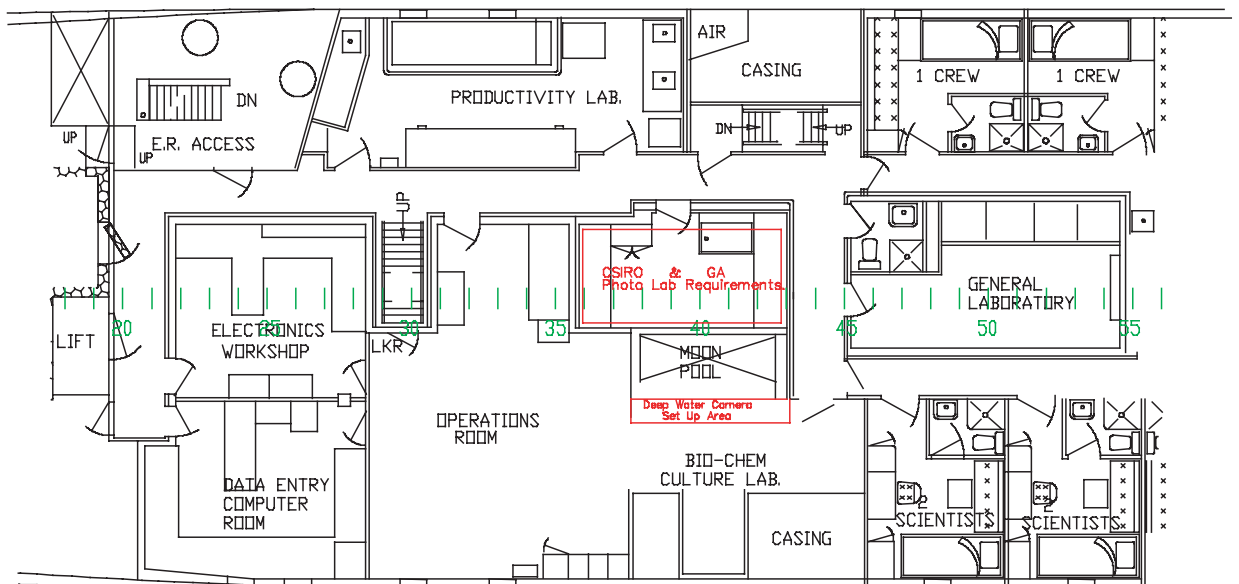 AIR
CASING
1 CREW
1 CREW
DN
PRODUCTIVITY LAB.
DN
UP
UP
E.R. ACCESS
UP
UP
CSIRO & GA
Photo Lab Requirements.
GENERAL
LABORATORY
20
25
30
35
40
45
50
55
LIFT
ELECTRONICS
WORKSHOP
LKR
MOON
POOL
Deep Water Camera
Set Up Area
OPERATIONS
ROOM
BIO-CHEM
CULTURE LAB.
DATA ENTRY
COMPUTER
ROOM
CASING
2
SCIENTISTS
2
SCIENTISTS